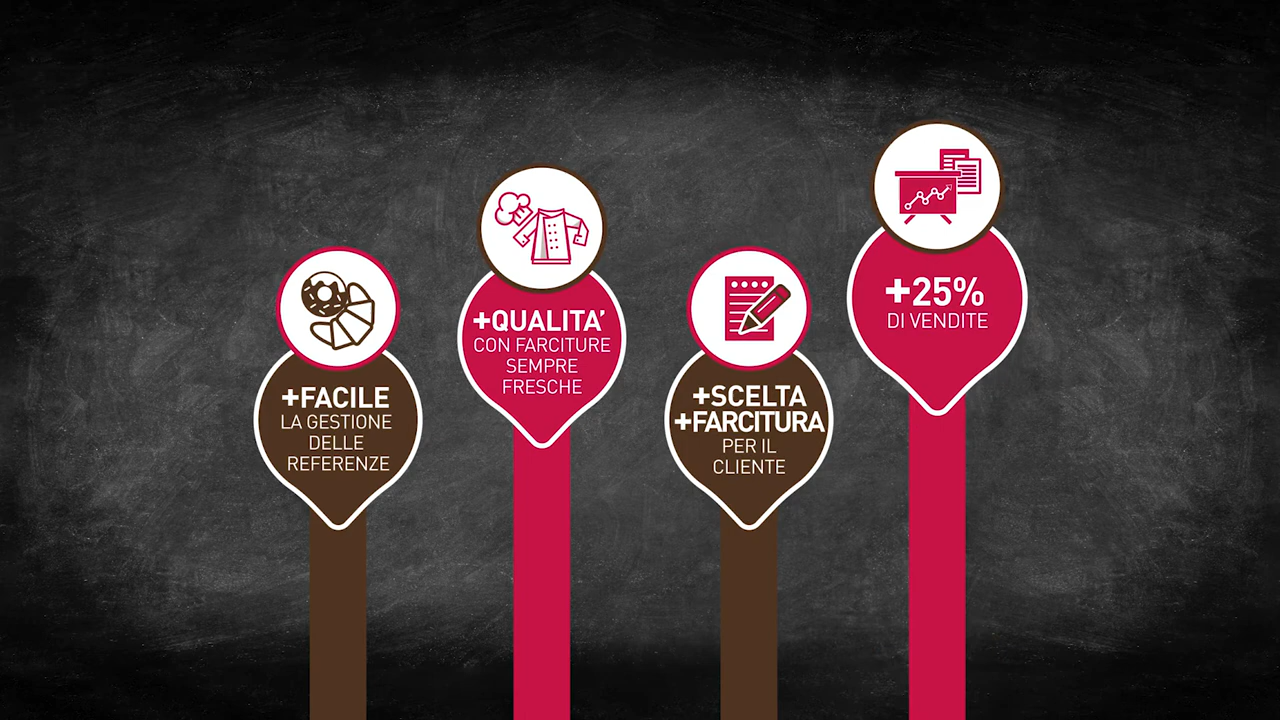 +FACILE
LA GESTIONE
DELLE
REFERENZE
+QUALITA'
CON FARCITURE
SEMPRE
FRESCHE
+SCELTA
+FARCITURA
PER IL
CLIENTE
+25%
DI VENDITE